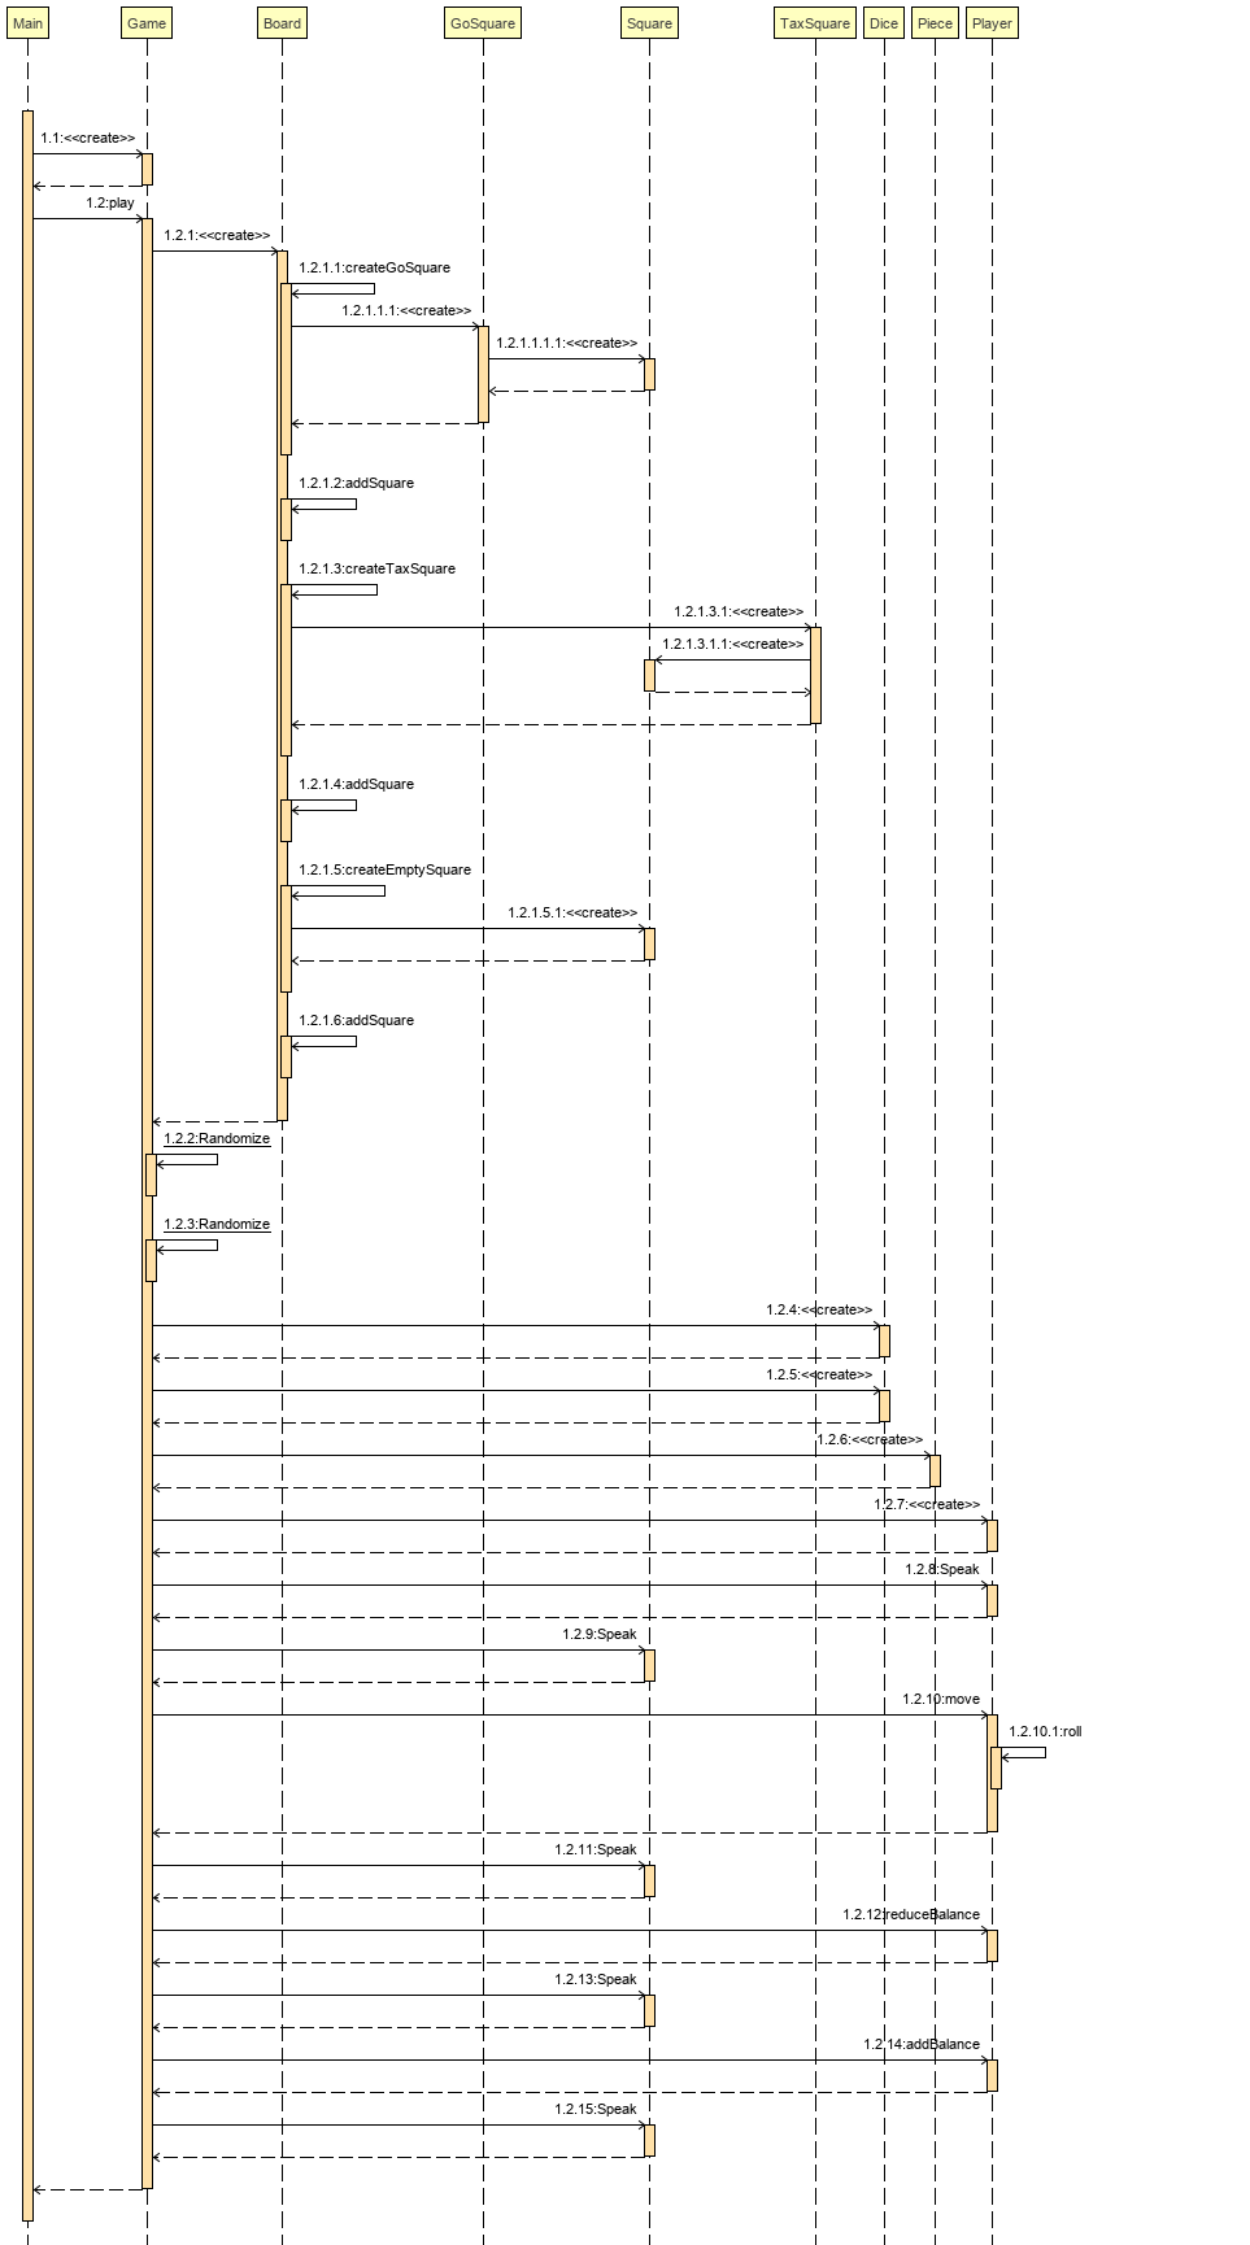 Main Game Board GoSquare Square TaxSquare Dice Piece Player
1.1:<<create>>
1.2:play
1.2.1:<<create>>
1.2.1.1:createGoSquare
1.2.1.1.1:<<create>>
1.2.1.1.1.1:<<create>>
1.2.1.2:addSquare
1.2.1.3:createTaxSquare
1.2.1.3.1:<<create>>
1.2.1.3.1.1:<<create>>
1.2.1.4:addSquare
1.2.1.5:createEmptySquare
1.2.1.5.1:<<create>>
1.2.1.6:addSquare
1.2.2:Randomize
1.2.3:Randomize
1.2.4:<<create>>
1.2.5:<<create>>
1.2.6:<<create>>
1.2.7:<<create>>
1.2.8:Speak
1.2.9:Speak
1.2.10:move
1.2.10.1:roll
1.2.11:Speak
1.2.12:reduceBalance
1.2.13:Speak
1.2.14:addBalance
1.2.15:Speak